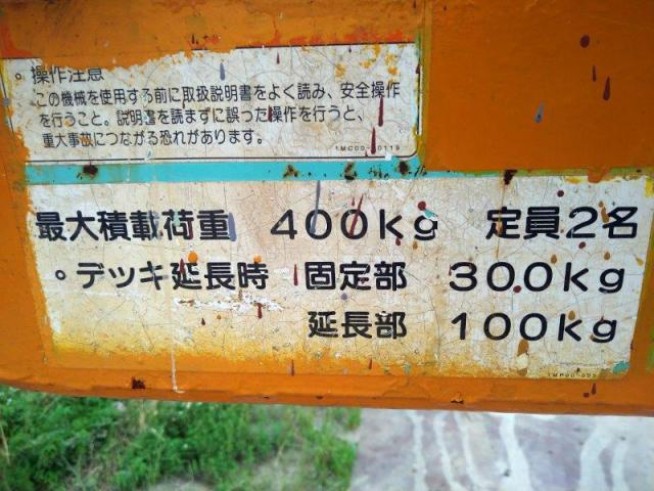 。操作注意
この機械を使用する前に取扱説明書をよく読み、安全操作
を行うこと。説明書を読まずに誤った操作を行うと、
重大事故につながる恐れがあります。
最大積載荷重 400kg 定員2名
。デッキ延長時 固定部 300kg
延長部 100kg